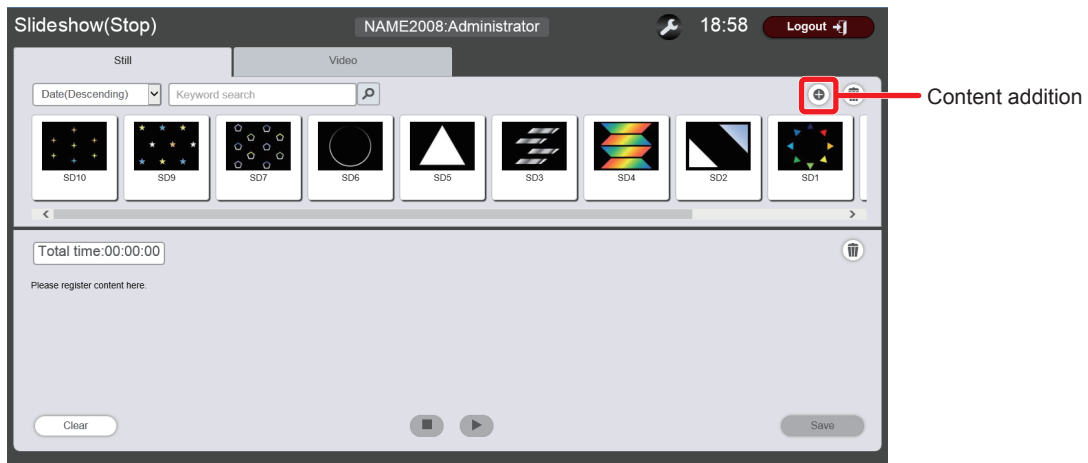 Slideshow(Stop) NAME2008:Administrator 18:58 Logout
Still Video
Date(Descending) Keyword search
Content addition
SD10 SD9 SD7 SD6 SD5 SD3 SD4 SD2 SD1
Total time:00:00:00
Please register content here.
Clear Save